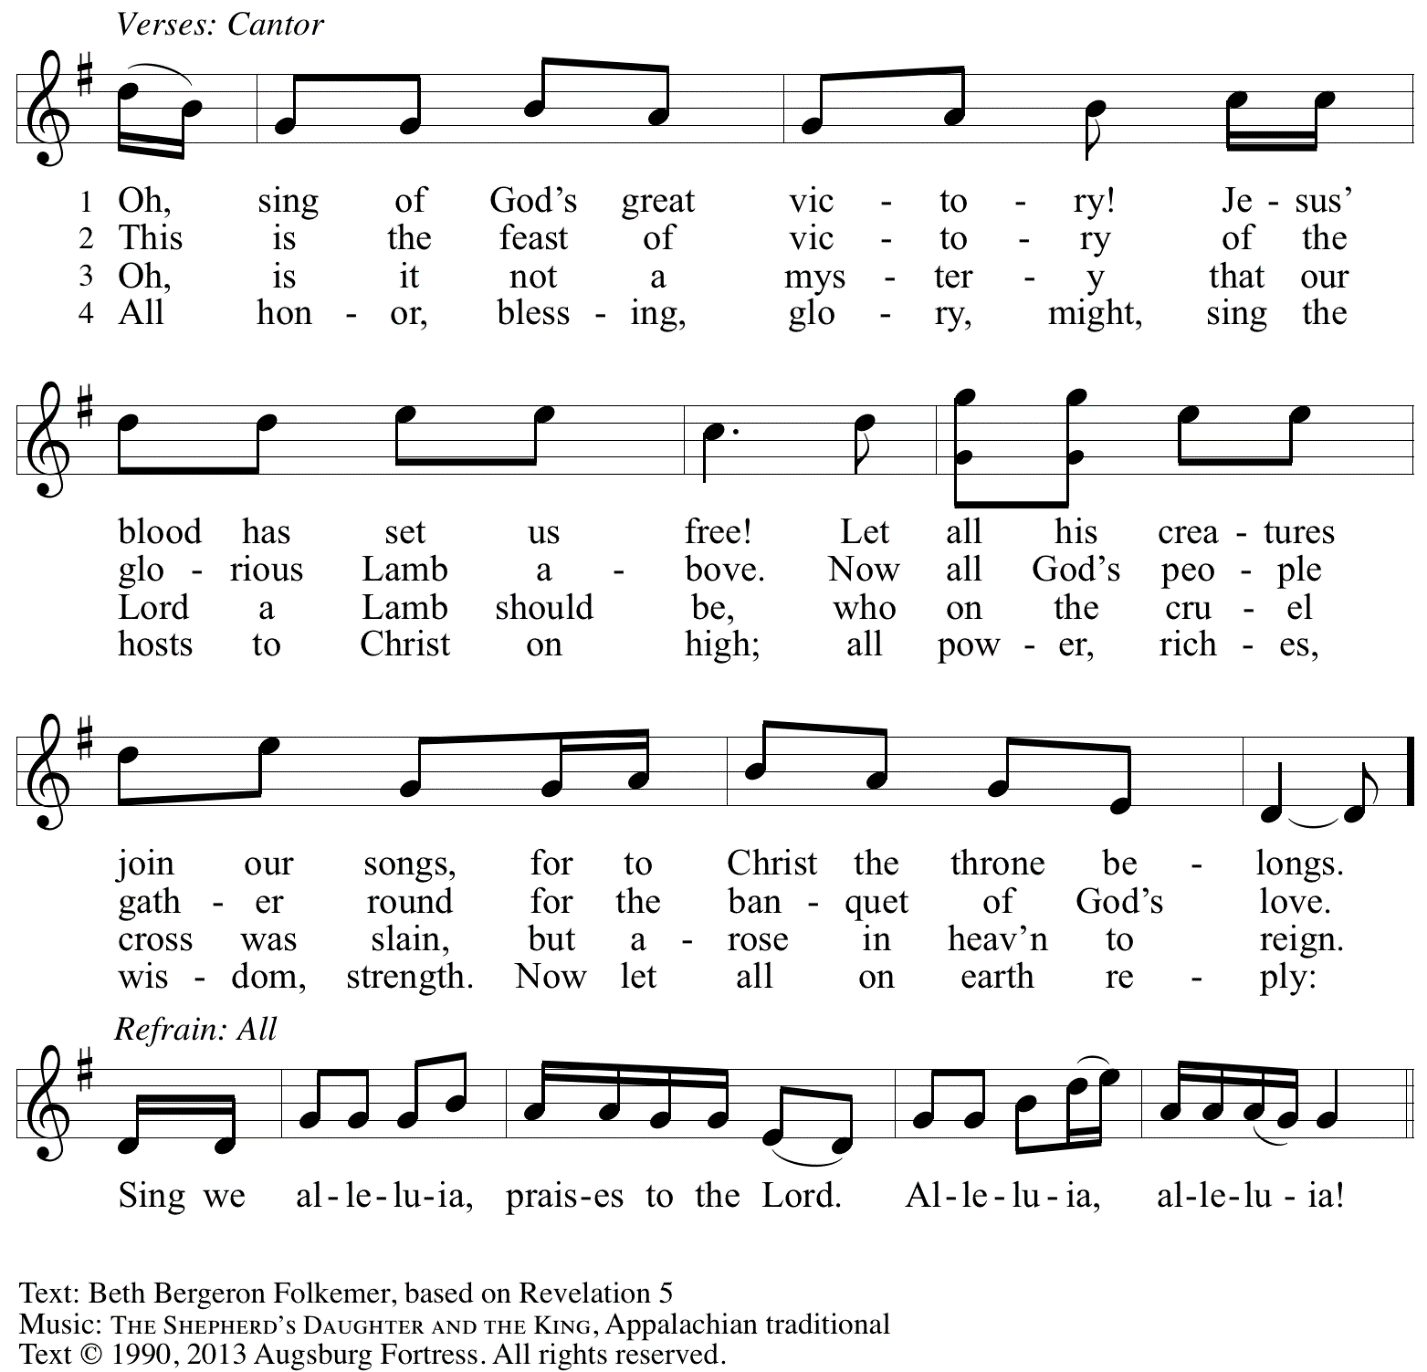 Verses: Cantor
1 Oh, sing of God's great vic - to - ry! Je - sus'
2 This is the feast of vic - to - ry of the
3 Oh, is it not a mys - ter - y that our
4 All hon - or, bless - ing, glo - ry, might, sing the
blood has set us free! Let all his crea - tures
glo - rious Lamb a - bove. Now all God's peo - ple
Lord a Lamb should be, who on the cru - el
hosts to Christ on high; all pow - er, rich - es,
join our songs, for to Christ the throne be - longs.
gath - er round for the ban - quet of God's love.
cross was slain, but a - rose in heav'n to reign.
wis - dom, strength. Now let all on earth re - ply:
Refrain: All
Sing we al - le - lu - ia, prais - es to the Lord. Al - le - lu - ia, al - le - lu - ia!
Text: Beth Bergeron Folkemer, based on Revelation 5
Music: The Shepherd's Daughter and the King, Appalachian traditional
Text © 1990, 2013 Augsburg Fortress. All rights reserved.